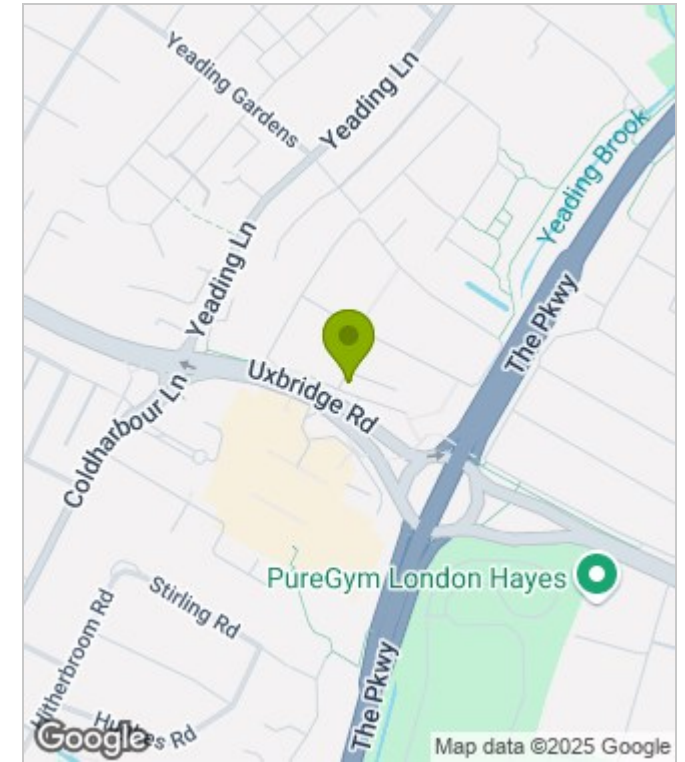 Yeading Gardens
Yeading Ln
Yeading Brook
Yeading Ln
The Pkwy
Uxbridge Rd
Coldharbour Ln
PureGym London Hayes
Stirling Rd
Hitherbroom Rd
The Pkwy
Google
Map data ©2025 Google